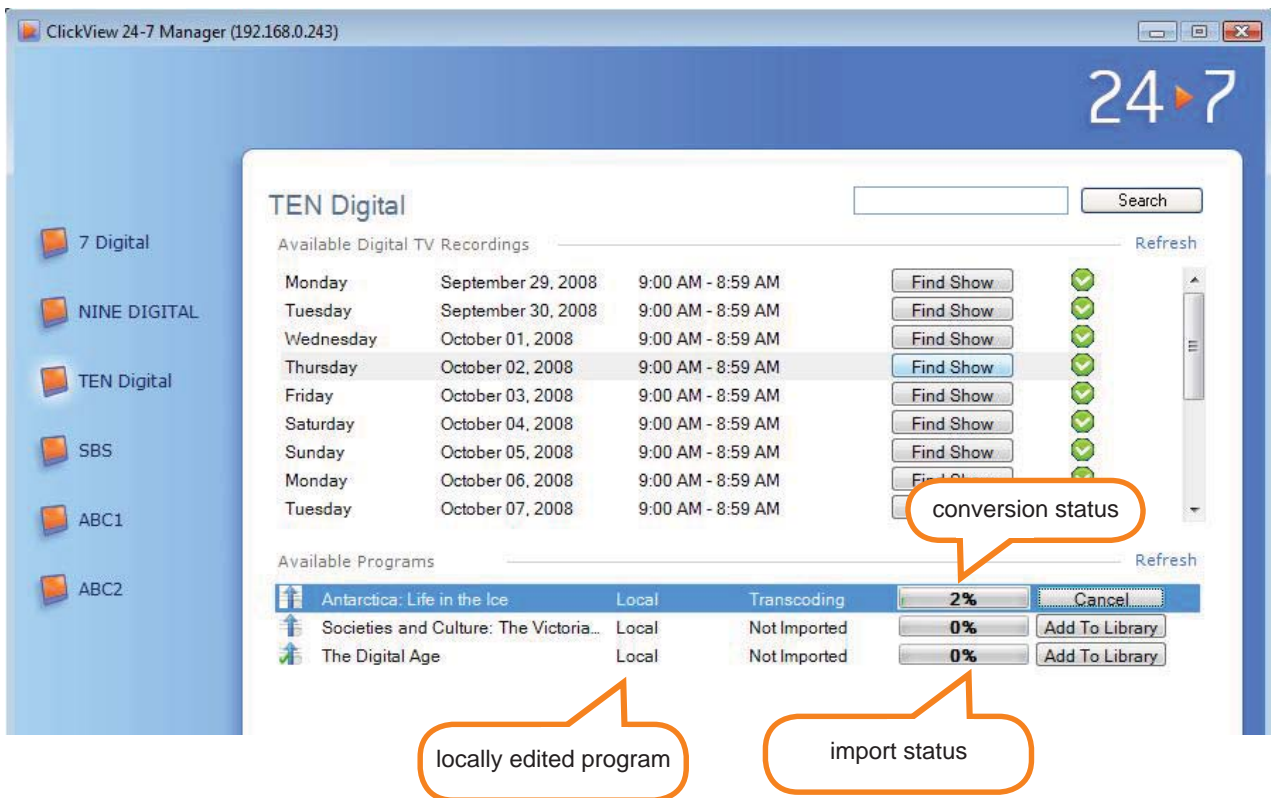 ClickView 24-7 Manager (192.168.0.243)
24 7
7 Digital
NINE DIGITAL
TEN Digital
SBS
ABC1
ABC2
TEN Digital
Search
Available Digital TV Recordings
Refresh
Monday September 29, 2008 9:00 AM - 8:59 AM Find Show
Tuesday September 30, 2008 9:00 AM - 8:59 AM Find Show
Wednesday October 01, 2008 9:00 AM - 8:59 AM Find Show
Thursday October 02, 2008 9:00 AM - 8:59 AM Find Show
Friday October 03, 2008 9:00 AM - 8:59 AM Find Show
Saturday October 04, 2008 9:00 AM - 8:59 AM Find Show
Sunday October 05, 2008 9:00 AM - 8:59 AM Find Show
Monday October 06, 2008 9:00 AM - 8:59 AM
Tuesday October 07, 2008 9:00 AM - 8:59 AM
conversion status
Available Programs
Refresh
Antarctica: Life in the Ice Local Transcoding 2% Cancel
Societies and Culture: The Victoria... Local Not Imported 0% Add To Library
The Digital Age Local Not Imported 0% Add To Library
locally edited program
import status